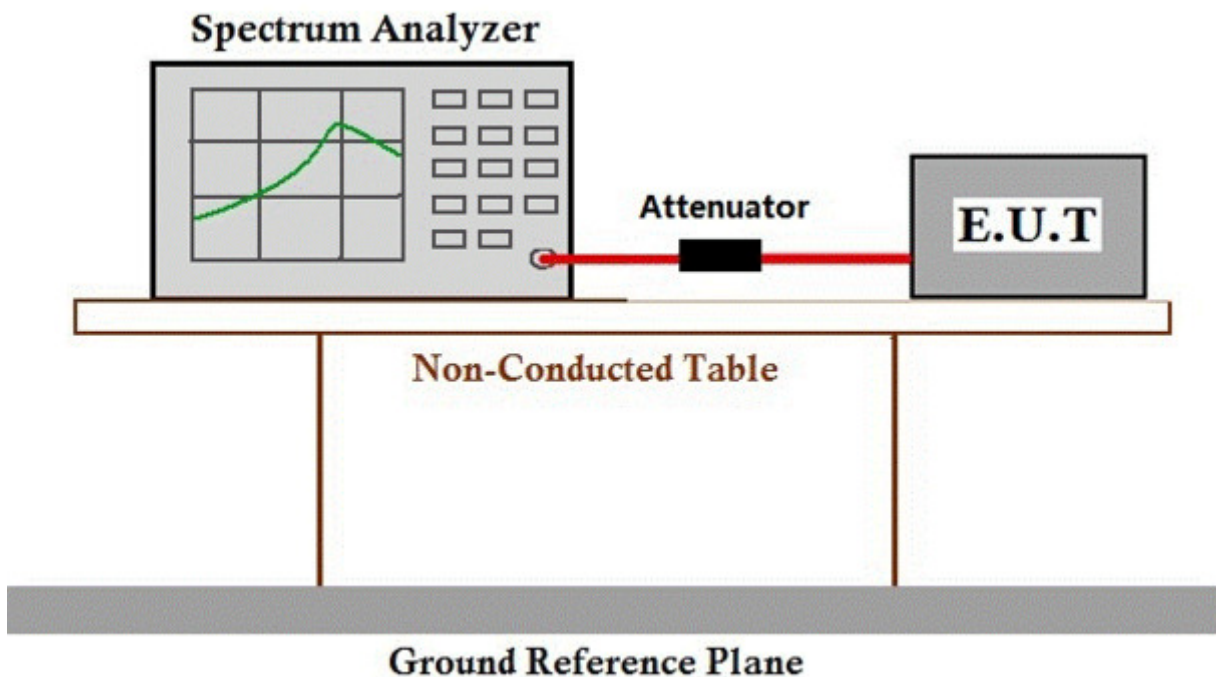 Spectrum Analyzer
Attenuator
E.U.T
Non-Conducted Table
Ground Reference Plane